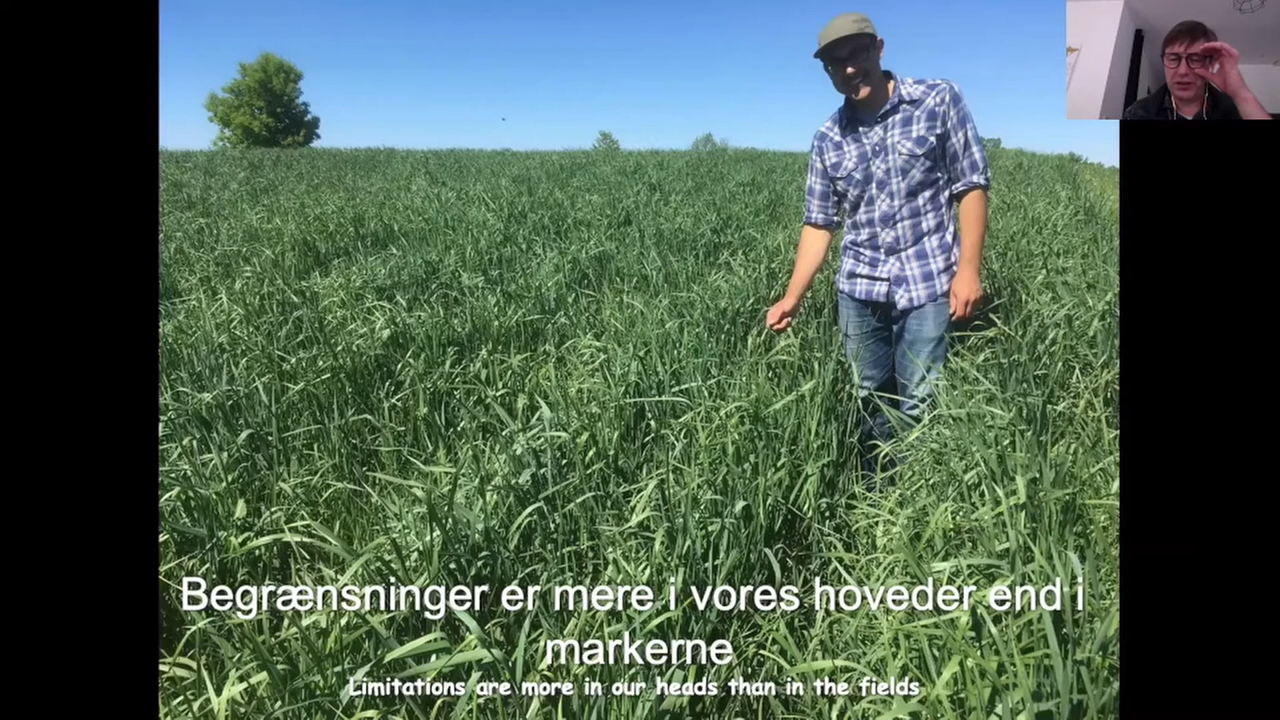 Begrænsninger er mere i vores hoveder end i
markerne
Limitations are more in our heads than in the fields